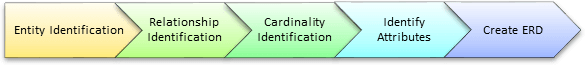 Entity Identification
Relationship
Identification
Cardinality
Identification
Identify
Attributes
Create ERD